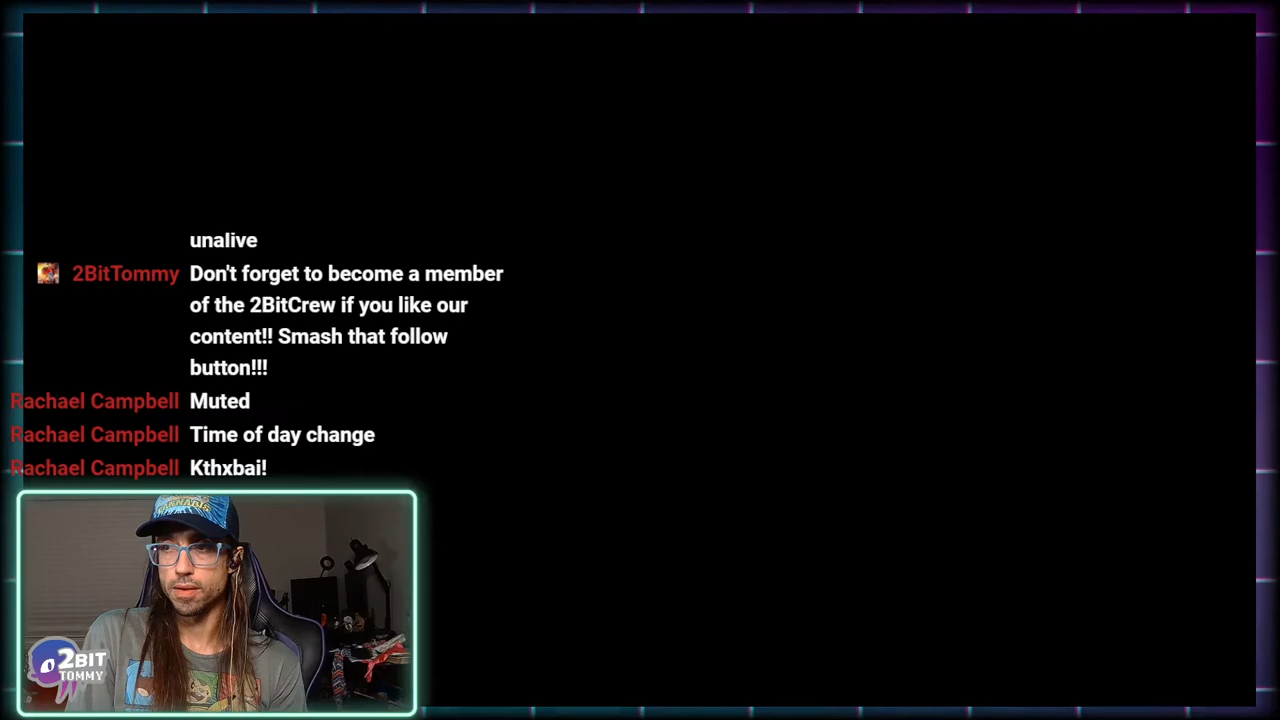 unalive
2BitTommy Don't forget to become a member
of the 2BitCrew if you like our
content!! Smash that follow
button!!!
Rachael Campbell Muted
Rachael Campbell Time of day change
Rachael Campbell Kthxbai!
CANNABIS
2BIT
TOMMY